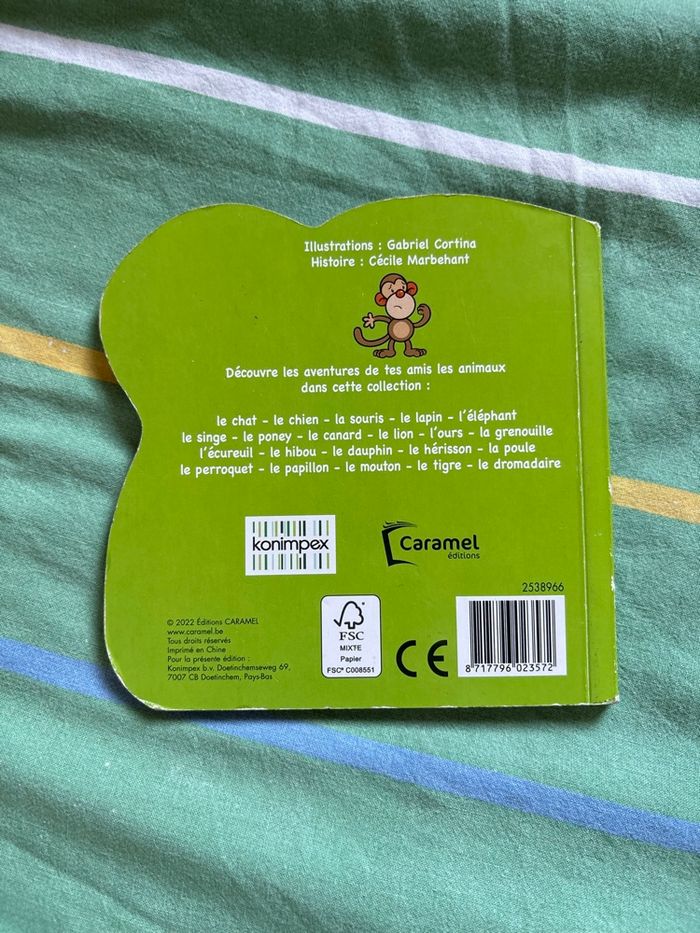 Illustrations : Gabriel Cortina
Histoire : Cécile Marbehant
Découvre les aventures de tes amis les animaux
dans cette collection :
le chat - le chien - la souris - le lapin - l'éléphant
le singe - le poney - le canard - le lion - l'ours - la grenouille
l'écureuil - le hibou - le dauphin - le hérisson - la poule
le perroquet - le papillon - le mouton - le tigre - le dromadaire
konimpex
Caramel
éditions
2538966
© 2022 Éditions CARAMEL
www.caramel.be
Tous droits réservés
Imprimé en Chine
Pour la présente édition :
Konimpex b.v. Doetinchemseweg 69,
7007 CB Doetinchem, Pays-Bas
FSC
MIXTE
Papier
FSC® C008551
CE
8 717796 023572